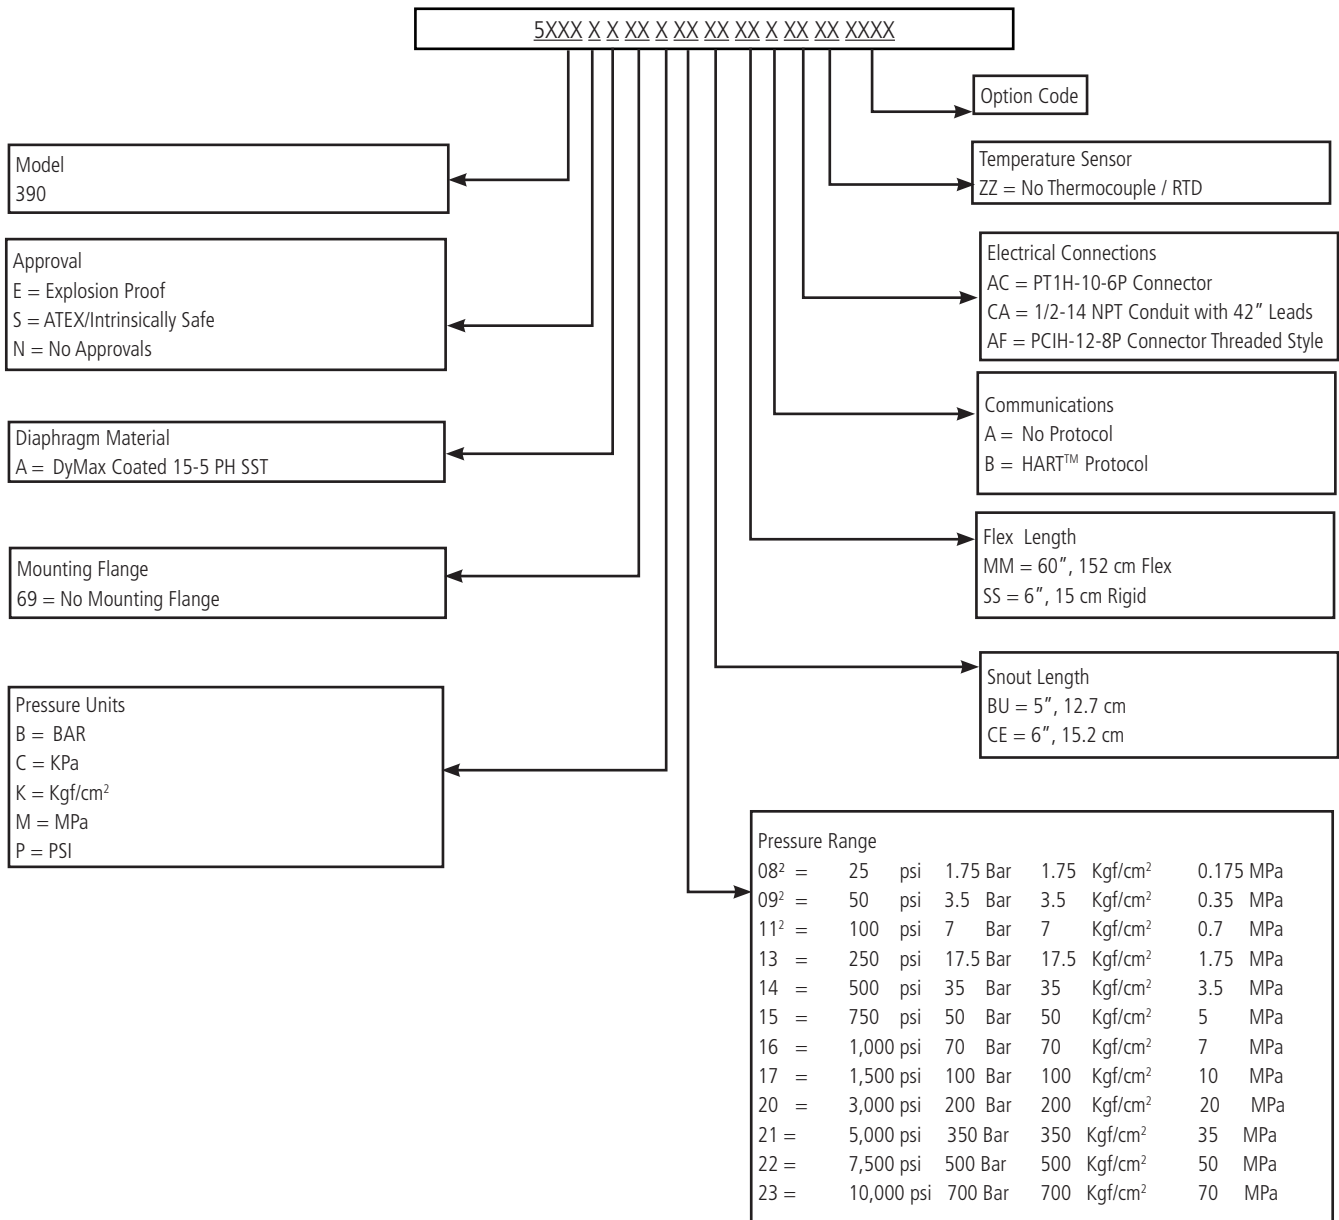 5XXX X X XX X XX XX XX X XX XX XXXX
Option Code
Model
390
Temperature Sensor
ZZ = No Thermocouple / RTD
Approval
E = Explosion Proof
S = ATEX/Intrinsically Safe
N = No Approvals
Electrical Connections
AC = PT1H-10-6P Connector
CA = 1/2-14 NPT Conduit with 42” Leads
AF = PCIH-12-8P Connector Threaded Style
Diaphragm Material
A = DyMax Coated 15-5 PH SST
Communications
A = No Protocol
B = HART™ Protocol
Mounting Flange
69 = No Mounting Flange
Flex Length
MM = 60”, 152 cm Flex
SS = 6”, 15 cm Rigid
Pressure Units
B = BAR
C = KPa
K = Kgf/cm²
M = MPa
P = PSI
Snout Length
BU = 5”, 12.7 cm
CE = 6”, 15.2 cm
Pressure Range
08² = 25 psi 1.75 Bar 1.75 Kgf/cm² 0.175 MPa
09² = 50 psi 3.5 Bar 3.5 Kgf/cm² 0.35 MPa
11² = 100 psi 7 Bar 7 Kgf/cm² 0.7 MPa
13 = 250 psi 17.5 Bar 17.5 Kgf/cm² 1.75 MPa
14 = 500 psi 35 Bar 35 Kgf/cm² 3.5 MPa
15 = 750 psi 50 Bar 50 Kgf/cm² 5 MPa
16 = 1,000 psi 70 Bar 70 Kgf/cm² 7 MPa
17 = 1,500 psi 100 Bar 100 Kgf/cm² 10 MPa
20 = 3,000 psi 200 Bar 200 Kgf/cm² 20 MPa
21 = 5,000 psi 350 Bar 350 Kgf/cm² 35 MPa
22 = 7,500 psi 500 Bar 500 Kgf/cm² 50 MPa
23 = 10,000 psi 700 Bar 700 Kgf/cm² 70 MPa